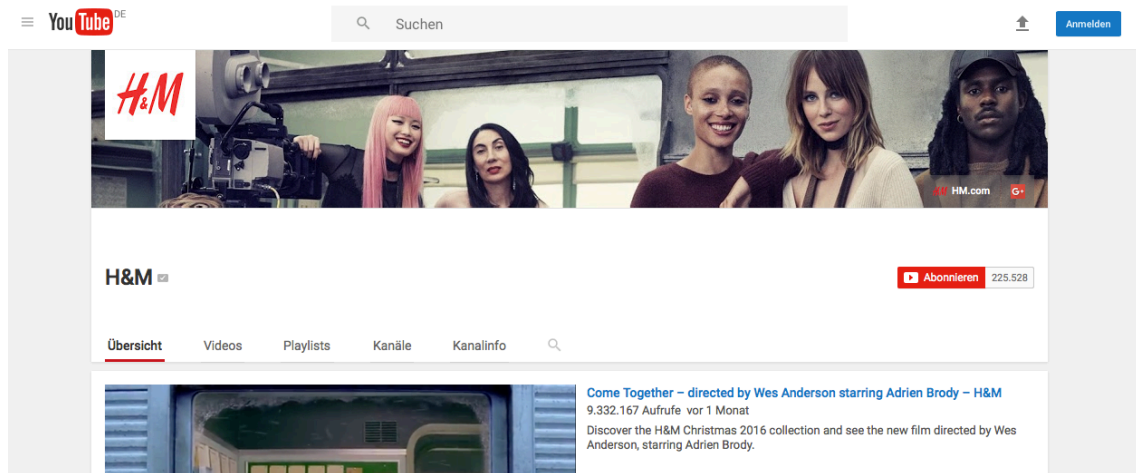 YouTube DE
Suchen
Anmelden
H&M
H&M HM.com G+
H&M
Abonnieren 225.528
Übersicht Videos Playlists Kanäle Kanalinfo
Come Together – directed by Wes Anderson starring Adrien Brody – H&M
9.332.167 Aufrufe vor 1 Monat
Discover the H&M Christmas 2016 collection and see the new film directed by Wes
Anderson, starring Adrien Brody.